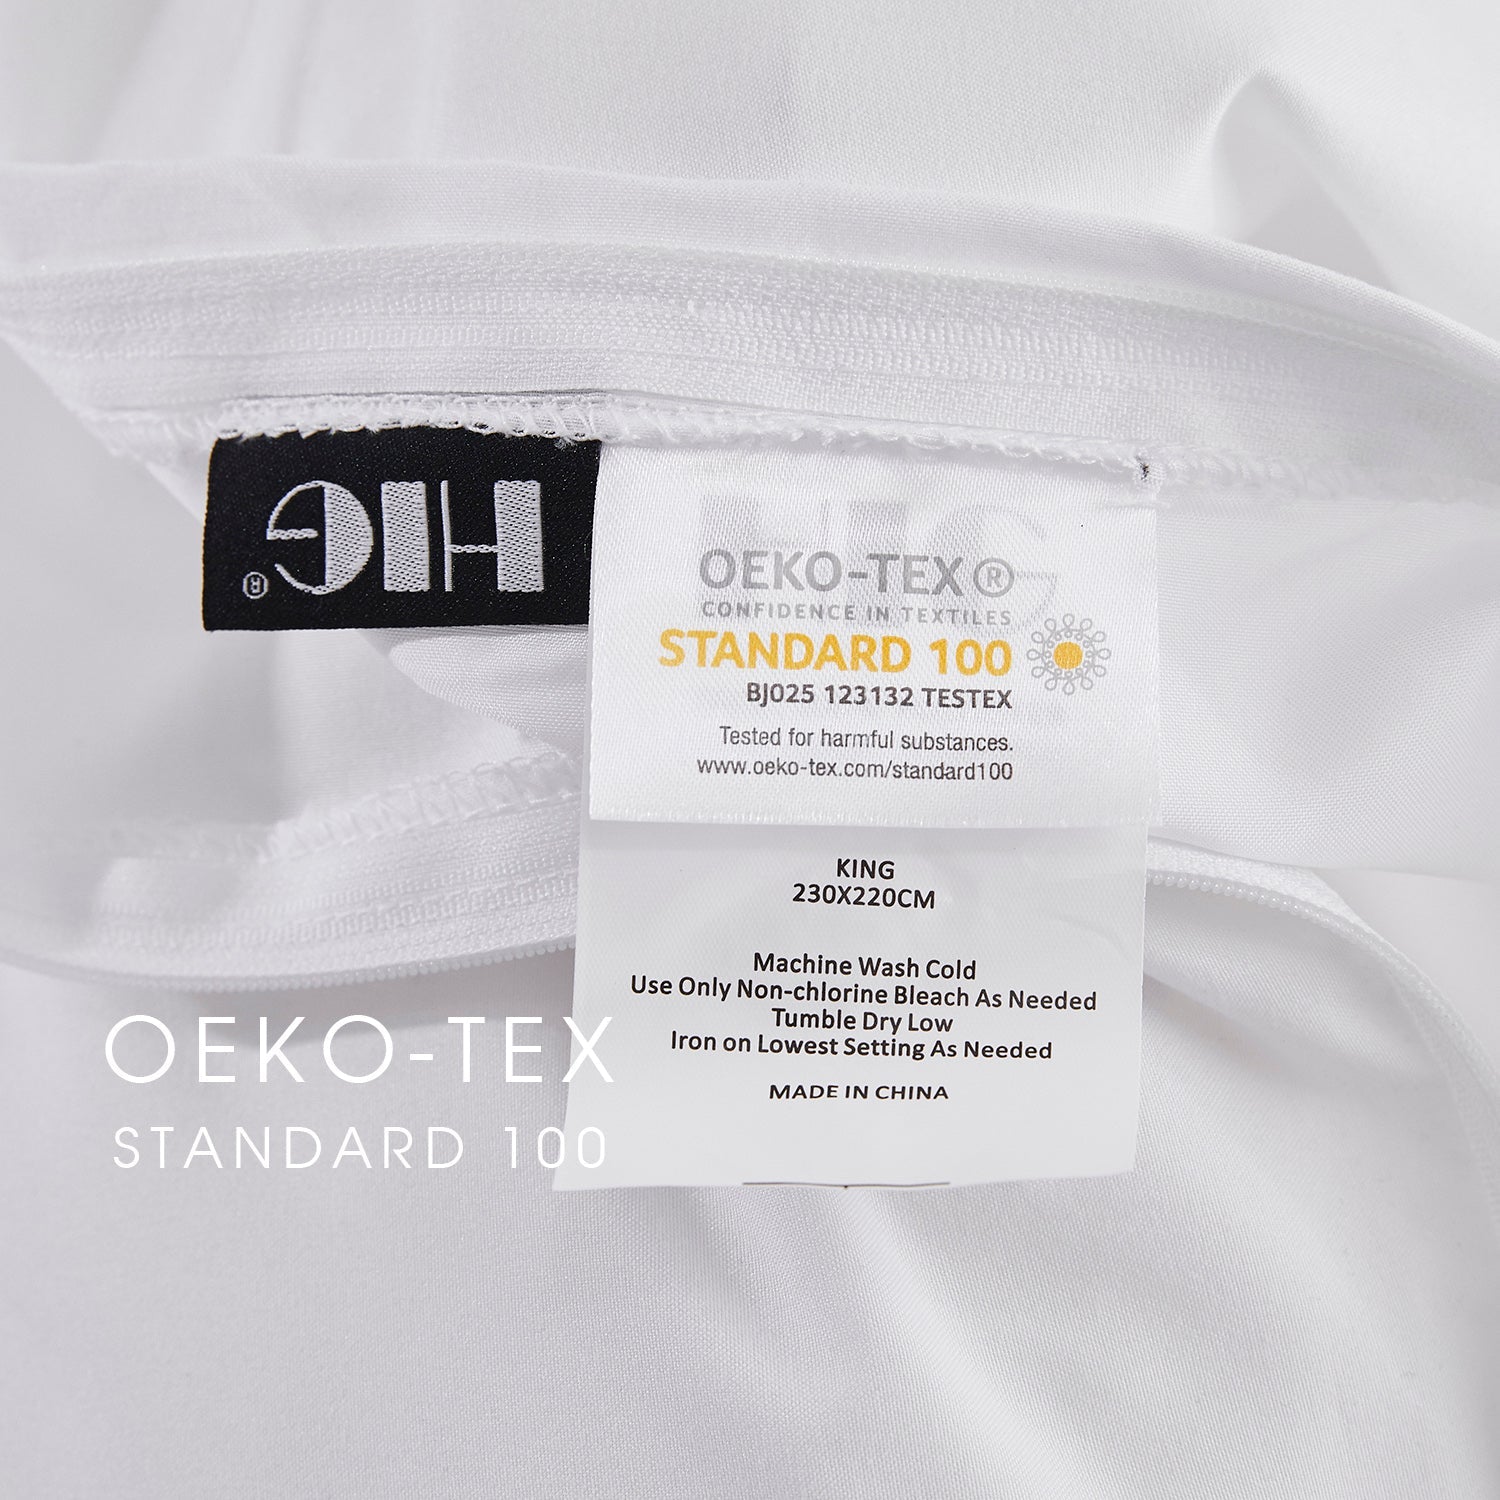 HIG®
OEKO-TEX®
CONFIDENCE IN TEXTILES
STANDARD 100
BJ025 123132 TESTEX
Tested for harmful substances.
www.oeko-tex.com/standard100
KING
230X220CM
Machine Wash Cold
Use Only Non-chlorine Bleach As Needed
Tumble Dry Low
Iron on Lowest Setting As Needed
MADE IN CHINA
OEKO-TEX
STANDARD 100